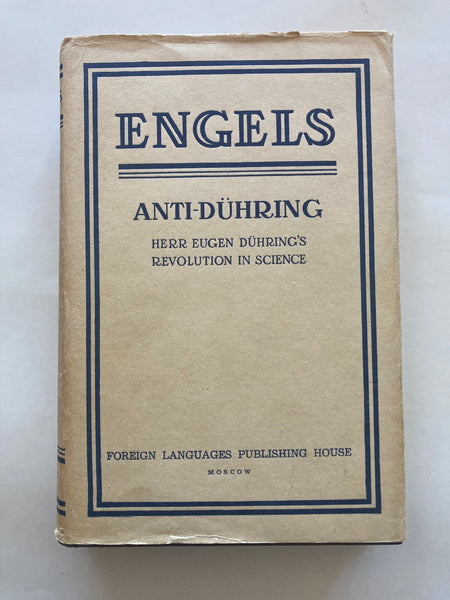 ENGELS
ANTI-DÜHRING
HERR EUGEN DÜHRING'S
REVOLUTION IN SCIENCE
FOREIGN LANGUAGES PUBLISHING HOUSE
MOSCOW